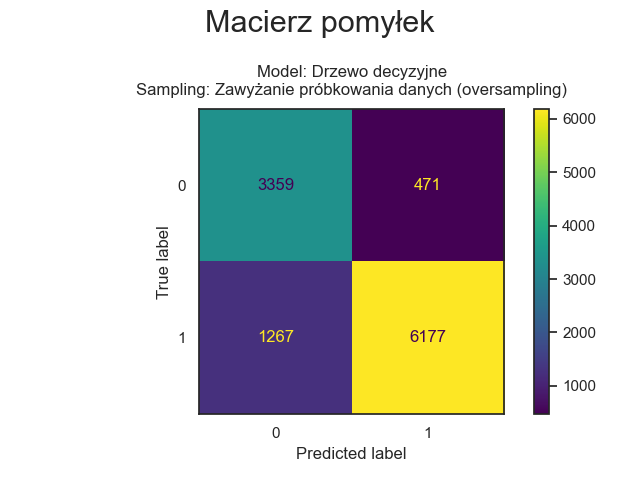 Macierz pomyłek
Model: Drzewo decyzyjne
Sampling: Zawyżanie próbkowania danych (oversampling)
6000
5000
4000
3000
2000
1000
0
3359
471
True label
1
1267
6177
0
1
Predicted label